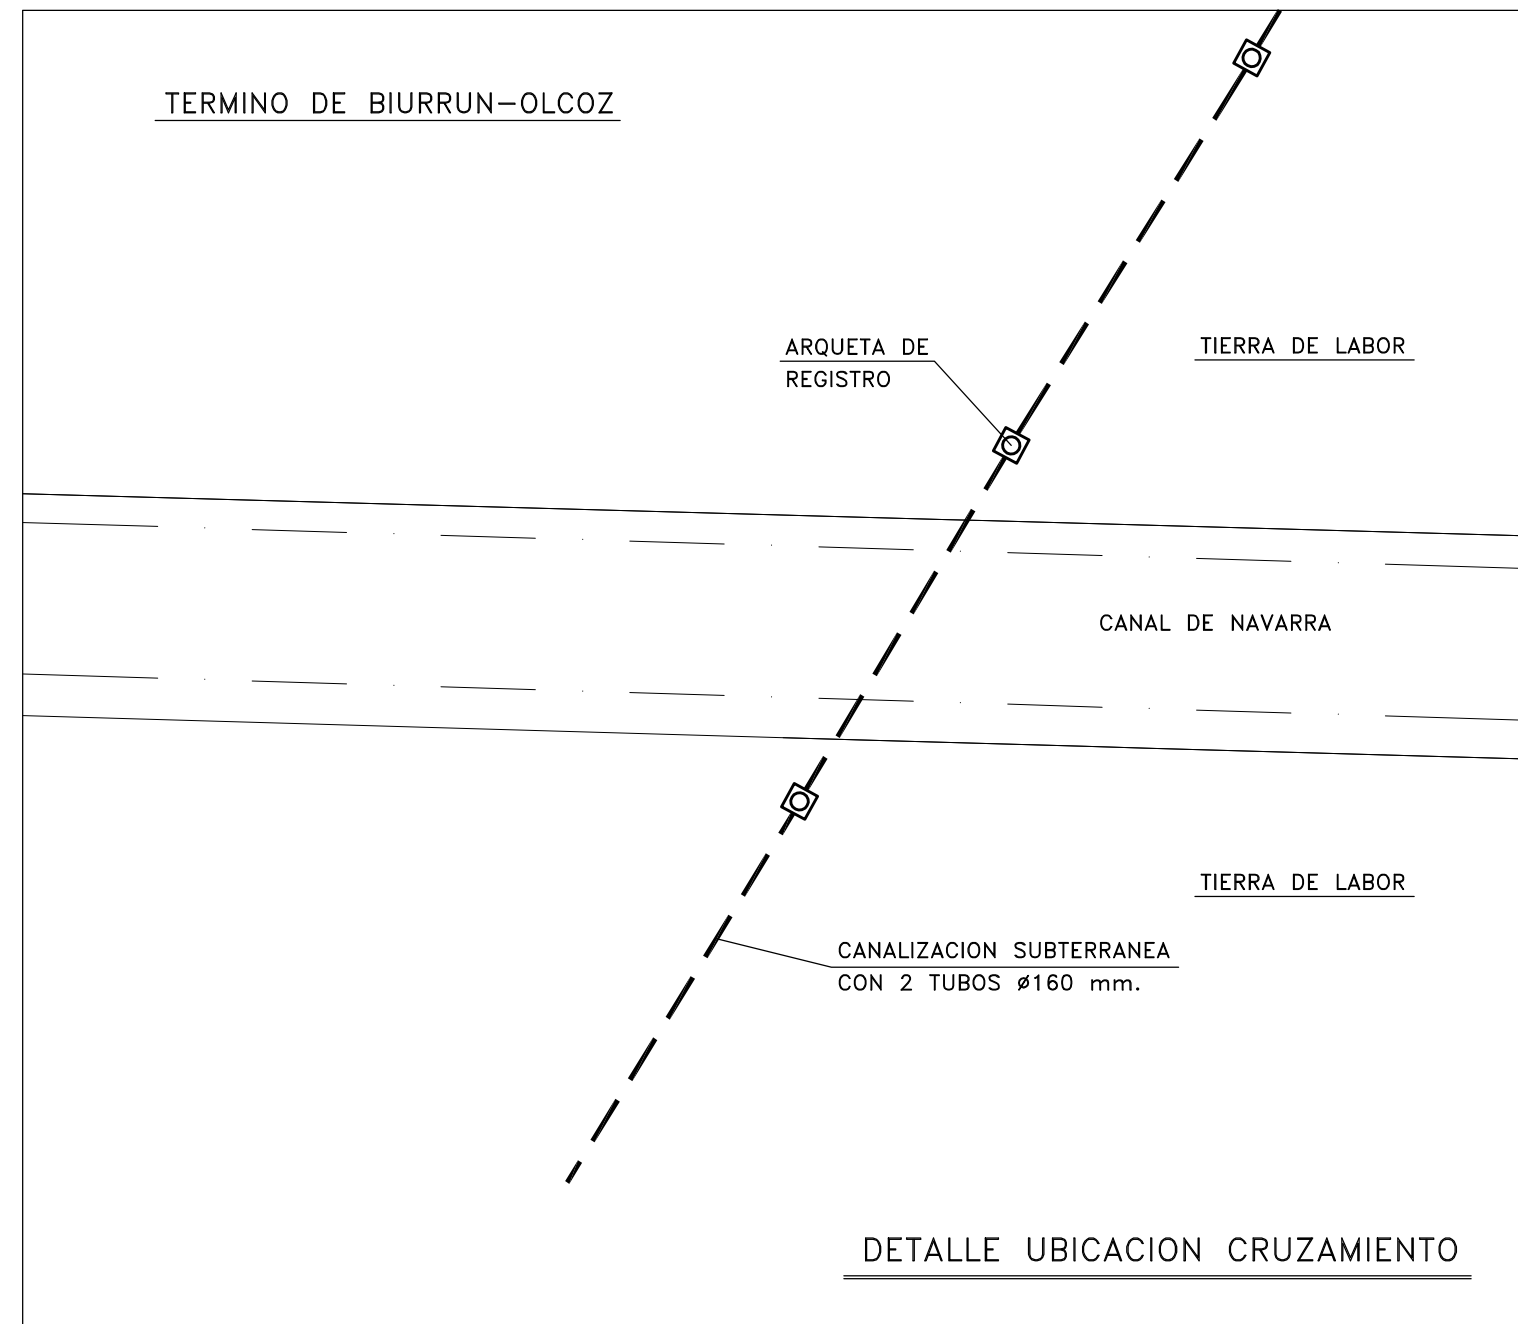 TERMINO DE BIURRUN-OLCOZ
ARQUETA DE
REGISTRO
TIERRA DE LABOR
CANAL DE NAVARRA
TIERRA DE LABOR
CANALIZACION SUBTERRANEA
CON 2 TUBOS ø160 mm.
DETALLE UBICACION CRUZAMIENTO